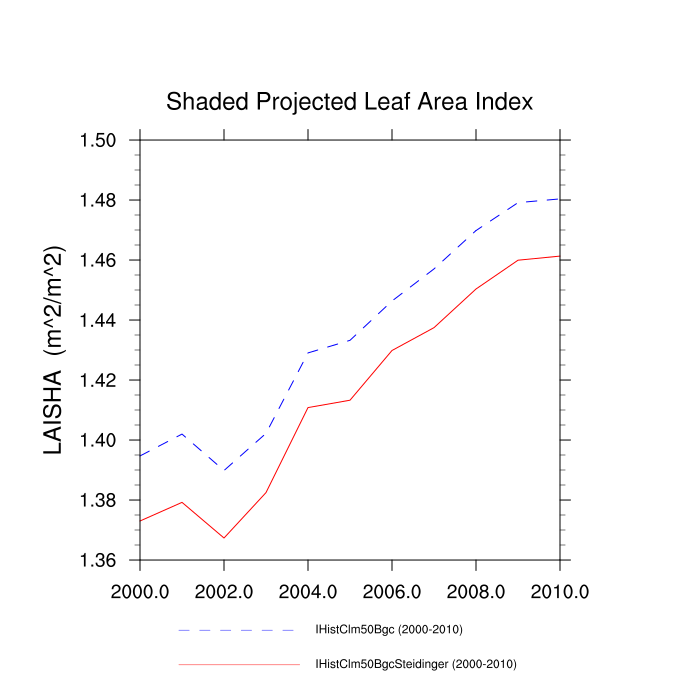 Shaded Projected Leaf Area Index
LAISHA (m^2/m^2)
1.50
1.48
1.46
1.44
1.42
1.40
1.38
1.36
2000.0 2002.0 2004.0 2006.0 2008.0 2010.0
IHistClm50Bgc (2000-2010)
IHistClm50BgcSteidinger (2000-2010)